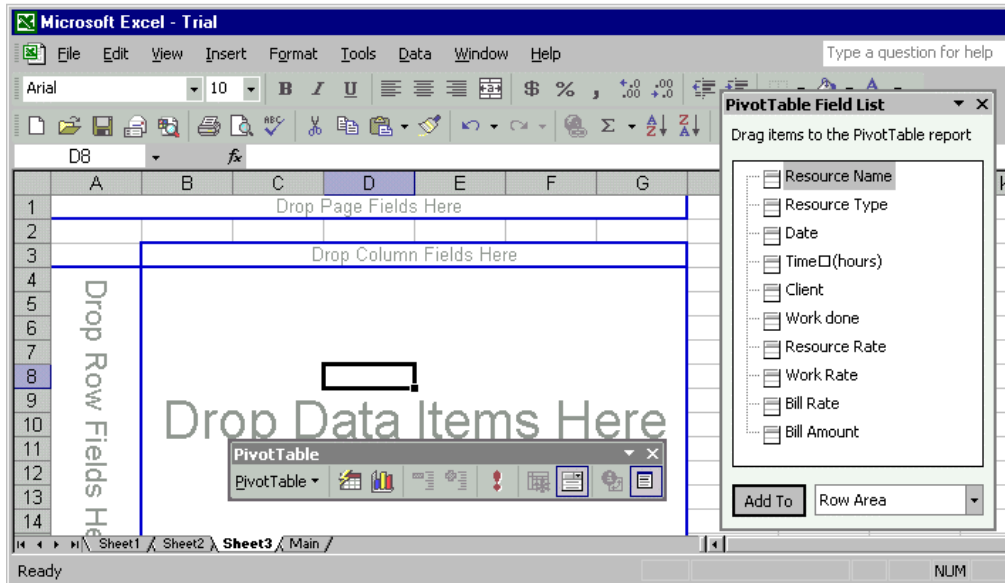 Microsoft Excel - Trial
File Edit View Insert Format Tools Data Window Help Type a question for help
Arial 10 B I U $ % , .00 .00
ABC Σ A Z Z A
D8 fx
PivotTable Field List
Drag items to the PivotTable report
Resource Name
Resource Type
Date
Time□(hours)
Client
Work done
Resource Rate
Work Rate
Bill Rate
Bill Amount
Add To Row Area
A B C D E F G
1 Drop Page Fields Here
2
3 Drop Column Fields Here
4
5
6
7
8
9
10
11
12
13
14
Drop Row Fields He
Drop Data Items Here
PivotTable
PivotTable
Sheet1 Sheet2 Sheet3 Main
Ready NUM